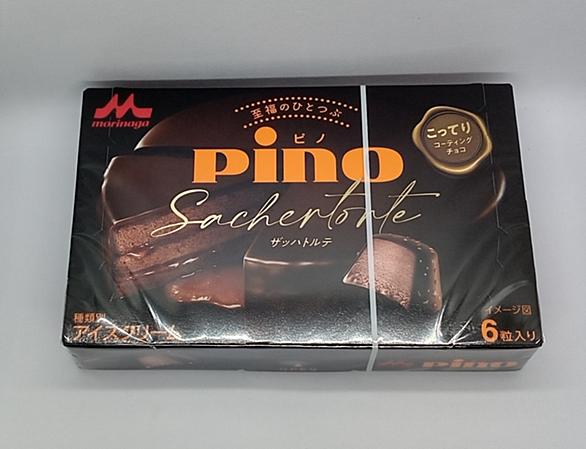 morinaga
至福のひとつぶ
ピノ
pino
Sachertorte
ザッハトルテ
こってり
コーティング
チョコ
種類別
アイスクリーム
イメージ図
6粒入り
pino